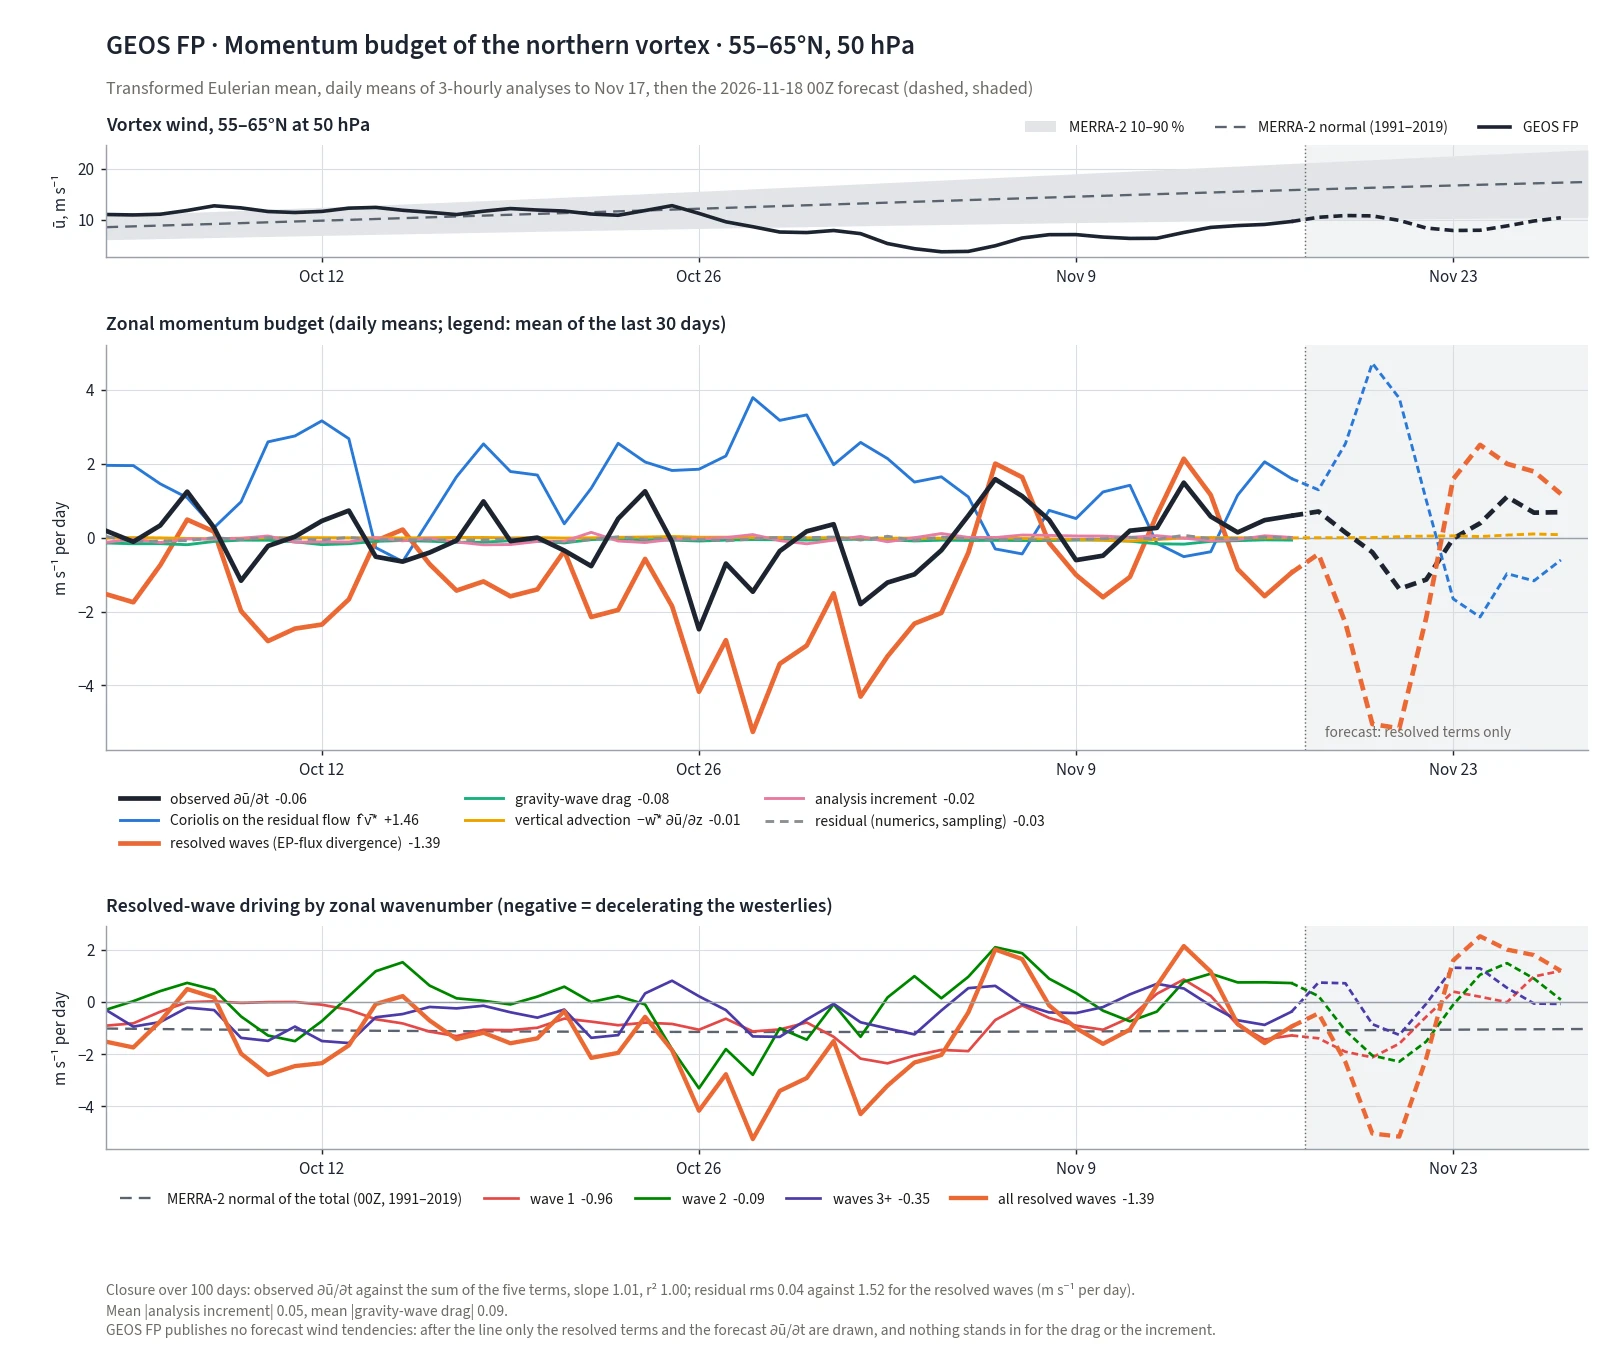 GEOS FP · Momentum budget of the northern vortex · 55–65°N, 50 hPa
Transformed Eulerian mean, daily means of 3-hourly analyses to Nov 17, then the 2026-11-18 00Z forecast (dashed, shaded)
Vortex wind, 55–65°N at 50 hPa
MERRA-2 10–90 %
MERRA-2 normal (1991–2019)
GEOS FP
ū, m s⁻¹
20
10
Oct 12
Oct 26
Nov 9
Nov 23
Zonal momentum budget (daily means; legend: mean of the last 30 days)
m s⁻¹ per day
4
2
0
−2
−4
forecast: resolved terms only
Oct 12
Oct 26
Nov 9
Nov 23
observed ∂ū/∂t -0.06
Coriolis on the residual flow f v̄* +1.46
resolved waves (EP-flux divergence) -1.39
gravity-wave drag -0.08
vertical advection −w̄* ∂ū/∂z -0.01
analysis increment -0.02
residual (numerics, sampling) -0.03
Resolved-wave driving by zonal wavenumber (negative = decelerating the westerlies)
m s⁻¹ per day
2
0
−2
−4
Oct 12
Oct 26
Nov 9
Nov 23
MERRA-2 normal of the total (00Z, 1991–2019)
wave 1 -0.96
wave 2 -0.09
waves 3+ -0.35
all resolved waves -1.39
Closure over 100 days: observed ∂ū/∂t against the sum of the five terms, slope 1.01, r² 1.00; residual rms 0.04 against 1.52 for the resolved waves (m s⁻¹ per day).
Mean |analysis increment| 0.05, mean |gravity-wave drag| 0.09.
GEOS FP publishes no forecast wind tendencies: after the line only the resolved terms and the forecast ∂ū/∂t are drawn, and nothing stands in for the drag or the increment.